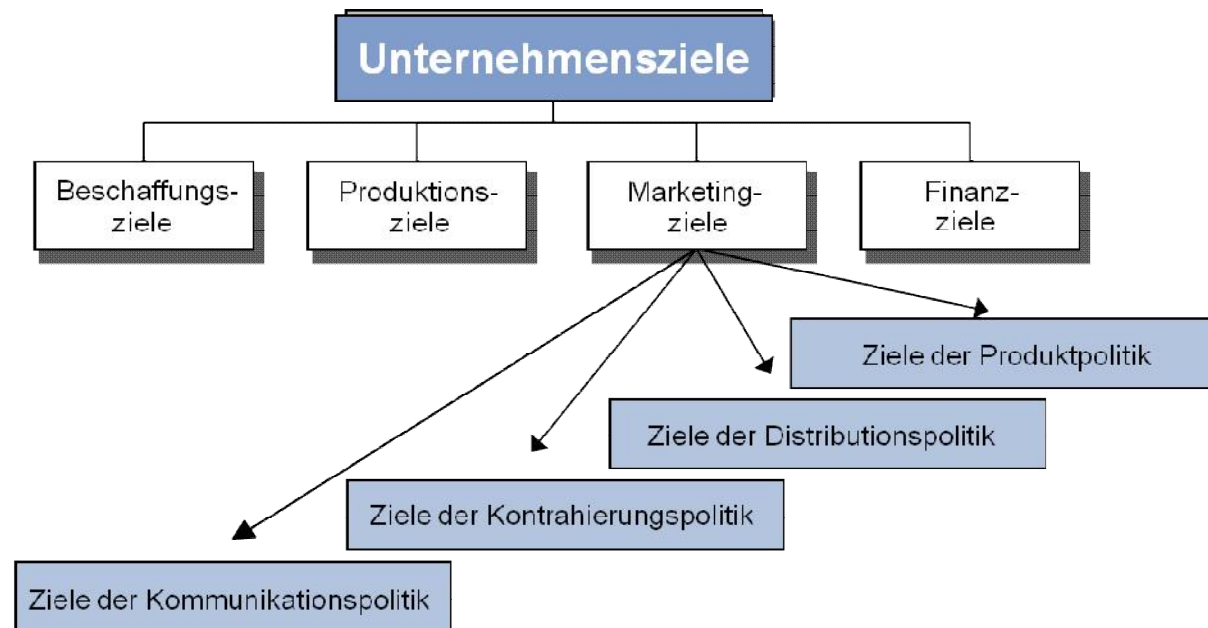 Unternehmensziele
Beschaffungs-
ziele
Produktions-
ziele
Marketing-
ziele
Finanz-
ziele
Ziele der Produktpolitik
Ziele der Distributionspolitik
Ziele der Kontrahierungspolitik
Ziele der Kommunikationspolitik